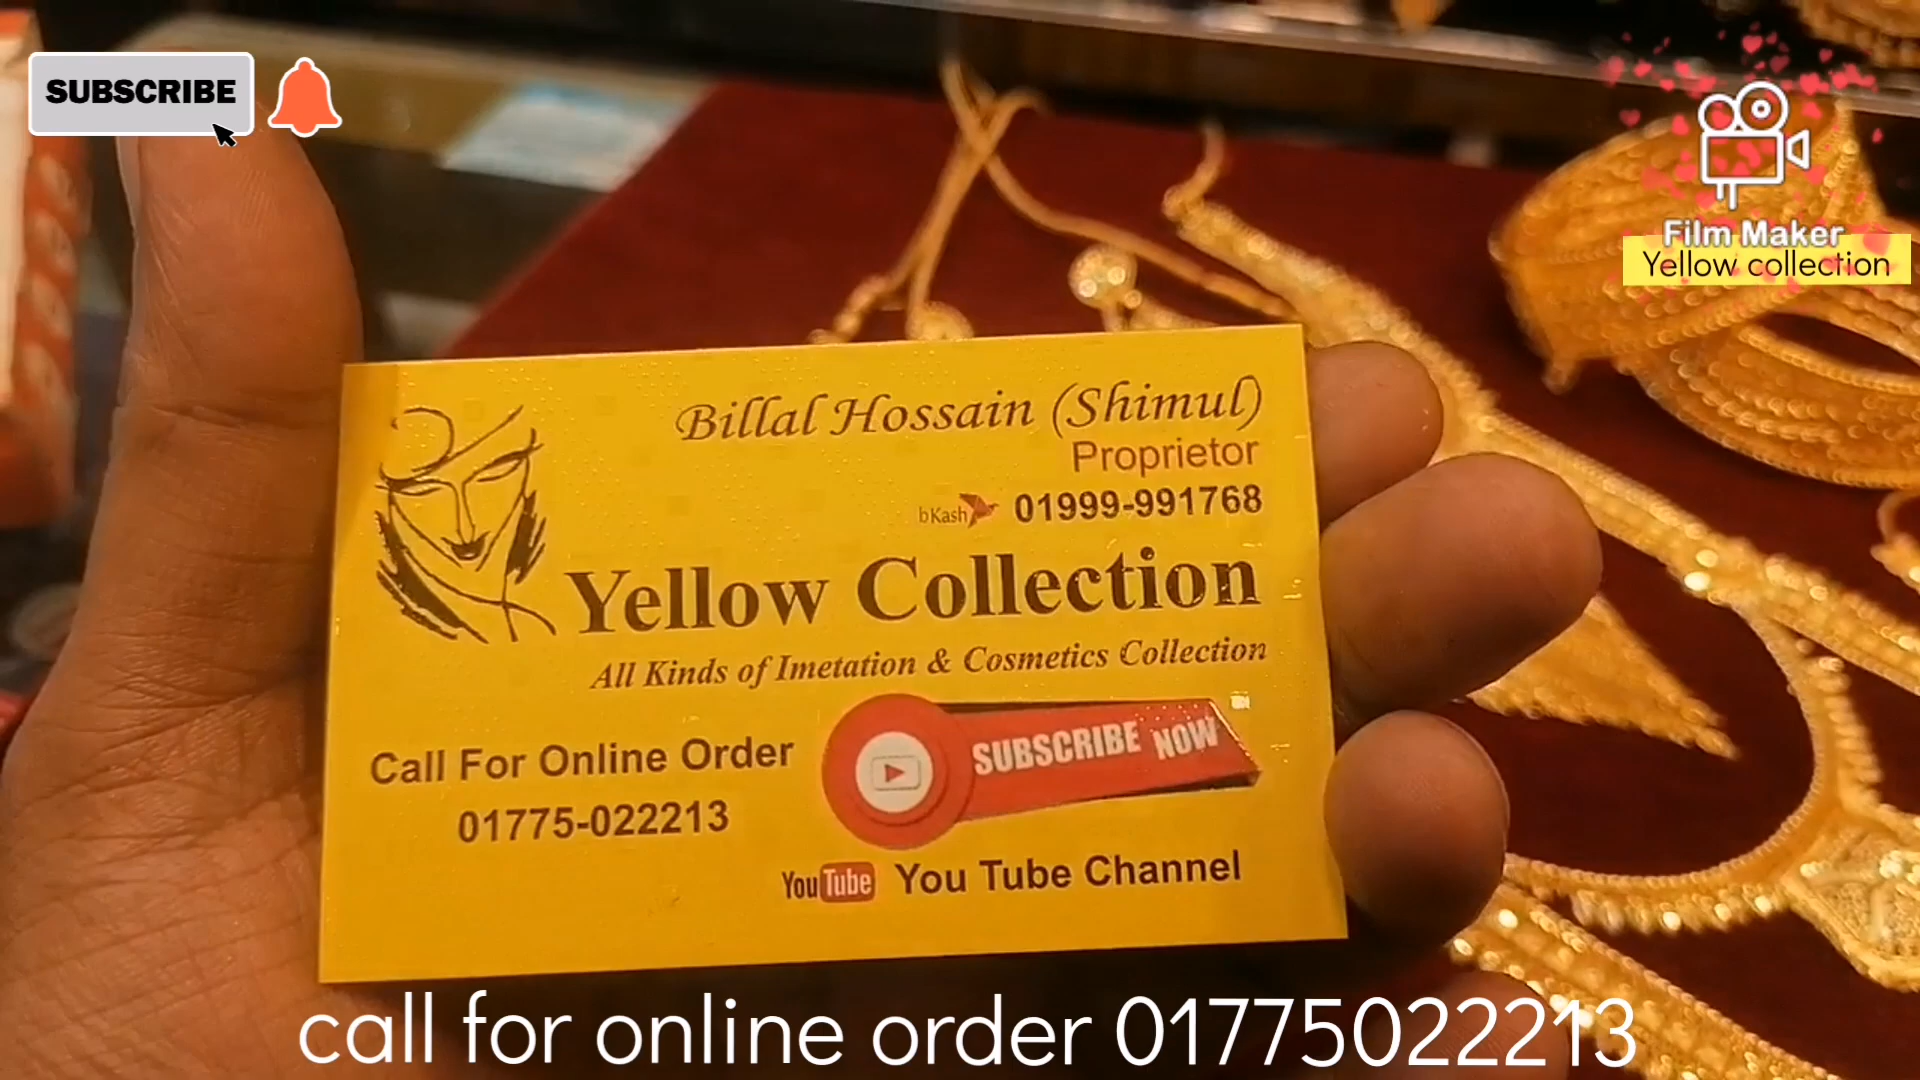 SUBSCRIBE
Film Maker
Yellow collection
Billal Hossain (Shimul)
Proprietor
bKash 01999-991768
Yellow Collection
All Kinds of Imetation & Cosmetics Collection
Call For Online Order
01775-022213
SUBSCRIBE NOW
YouTube You Tube Channel
call for online order 01775022213